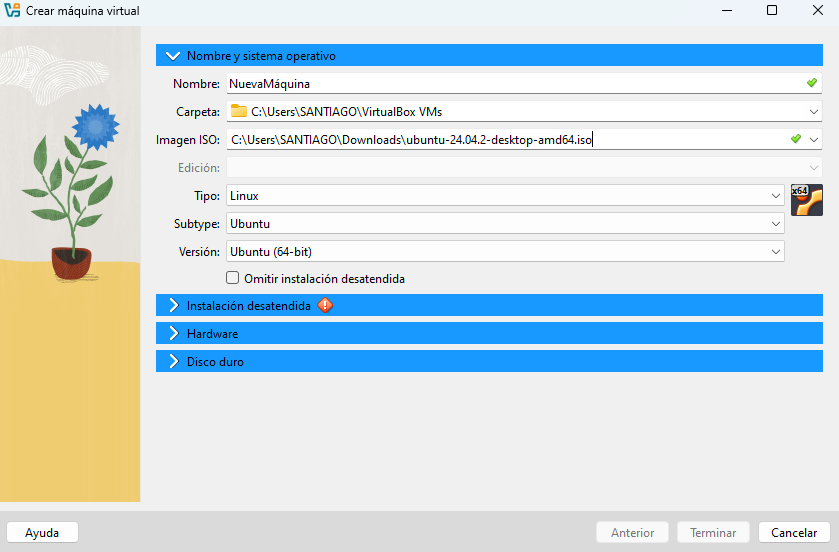 Crear máquina virtual
Nombre y sistema operativo
Nombre: NuevaMáquina
Carpeta: C:\Users\SANTIAGO\VirtualBox VMs
Imagen ISO: C:\Users\SANTIAGO\Downloads\ubuntu-24.04.2-desktop-amd64.iso
Edición:
Tipo: Linux
x64
Subtype: Ubuntu
Versión: Ubuntu (64-bit)
Omitir instalación desatendida
Instalación desatendida
Hardware
Disco duro
Ayuda Anterior Terminar Cancelar